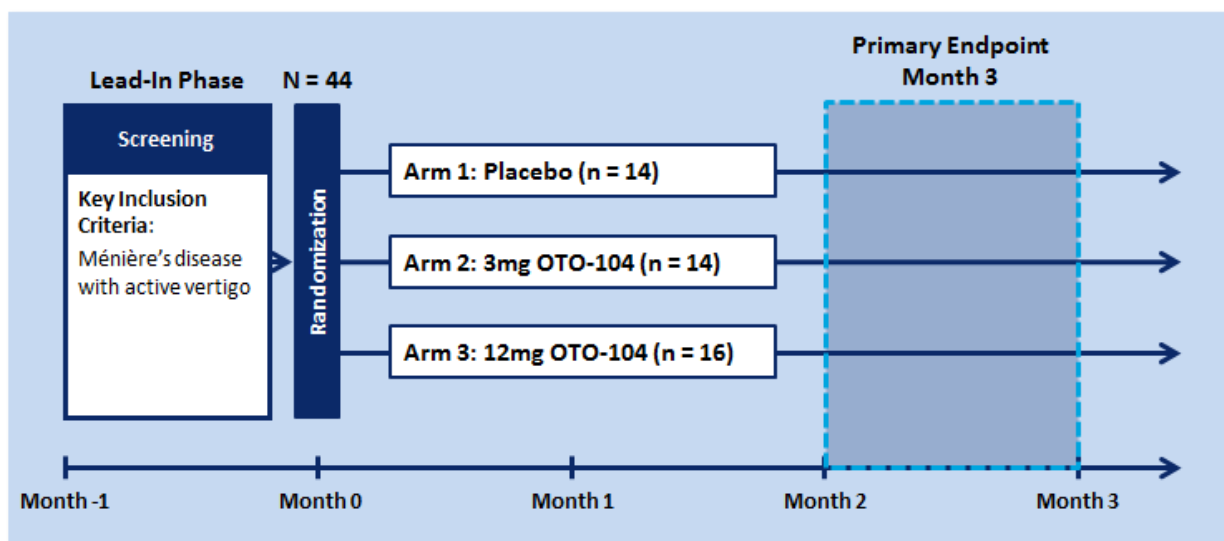 Primary Endpoint
Month 3
Lead-In Phase
N = 44
Screening
Key Inclusion
Criteria:
Ménière's disease
with active vertigo
Randomization
Arm 1: Placebo (n = 14)
Arm 2: 3mg OTO-104 (n = 14)
Arm 3: 12mg OTO-104 (n = 16)
Month -1
Month 0
Month 1
Month 2
Month 3